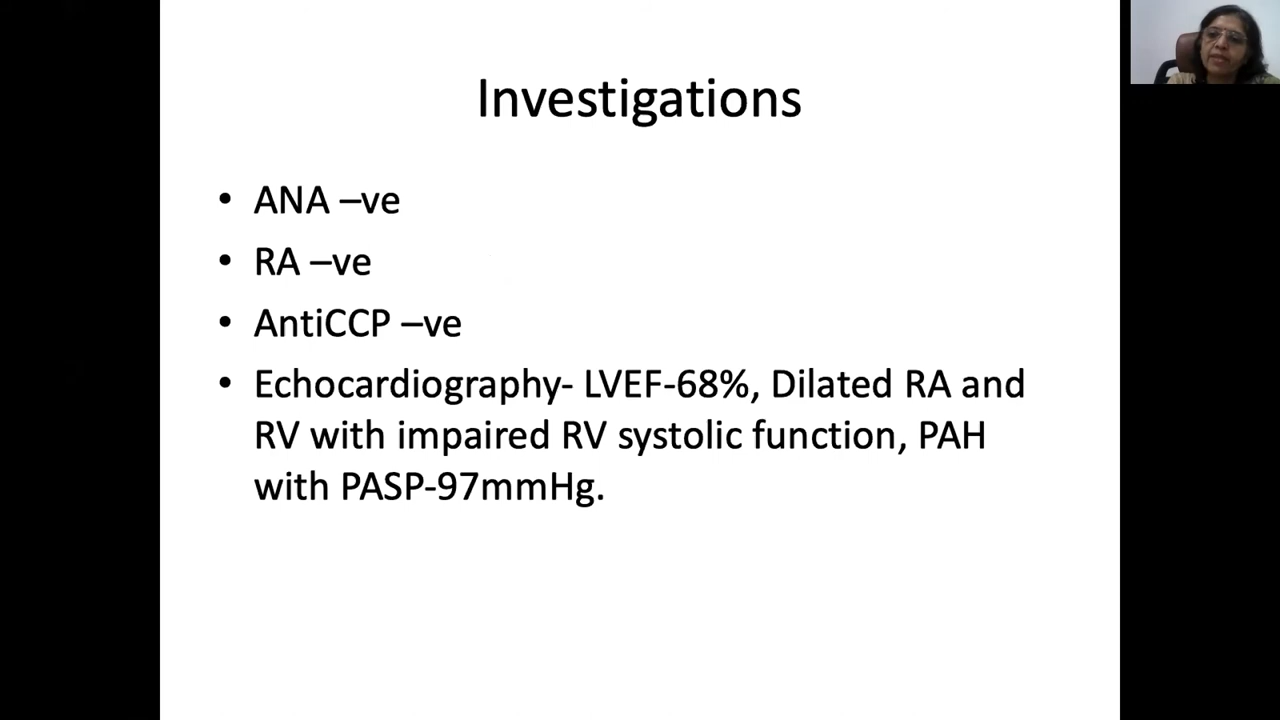 Investigations
• ANA –ve
• RA –ve
• AntiCCP –ve
• Echocardiography- LVEF-68%, Dilated RA and
RV with impaired RV systolic function, PAH
with PASP-97mmHg.